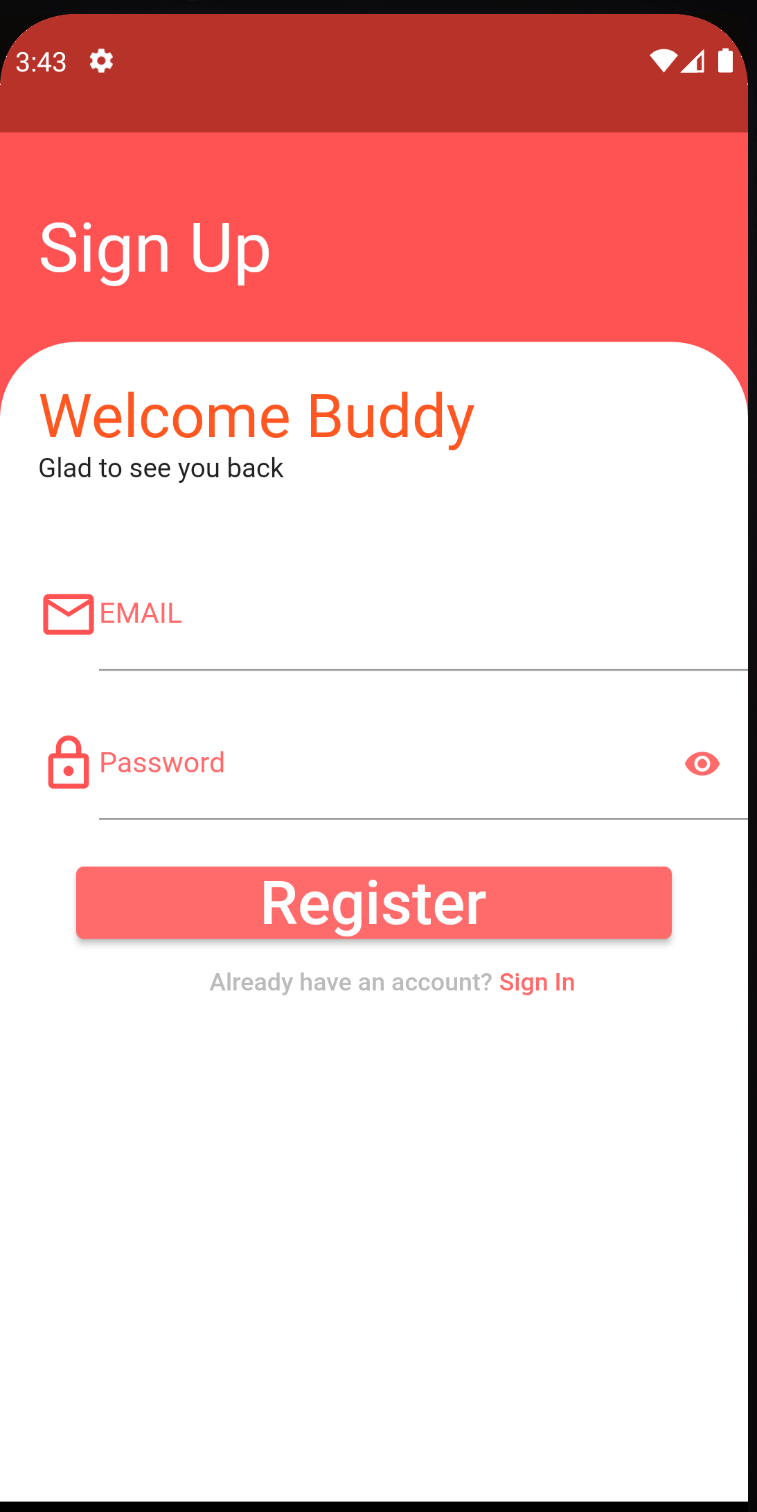 3:43
Sign Up
Welcome Buddy
Glad to see you back
EMAIL
Password
Register
Already have an account? Sign In